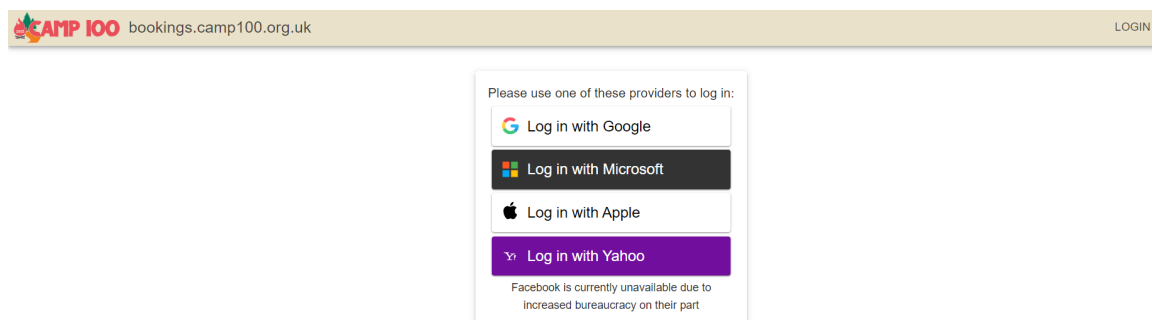 CAMP 100 bookings.camp100.org.uk LOGIN
Please use one of these providers to log in:
Log in with Google
Log in with Microsoft
Log in with Apple
Log in with Yahoo
Facebook is currently unavailable due to
increased bureaucracy on their part